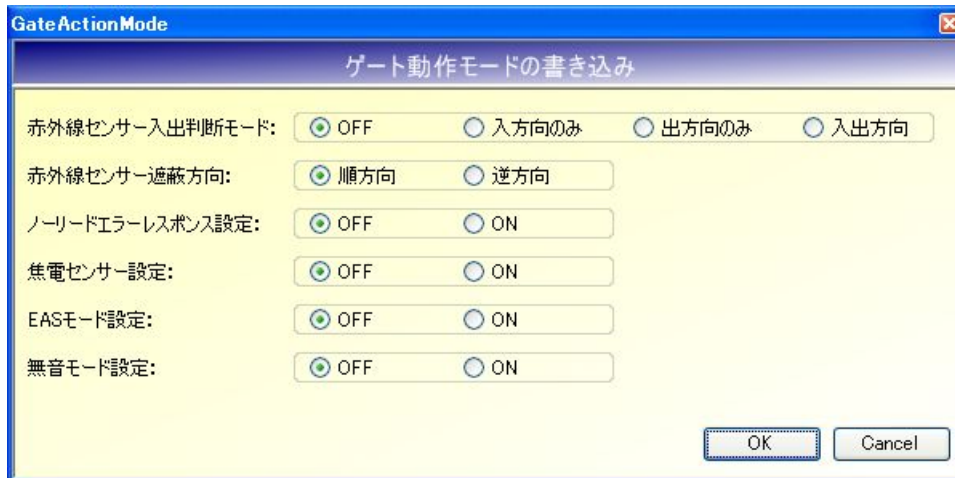 GateActionMode
ゲート動作モードの書き込み
赤外線センサー入出判断モード: OFF 入方向のみ 出方向のみ 入出方向
赤外線センサー遮蔽方向: 順方向 逆方向
ノーリードエラーレスポンス設定: OFF ON
焦電センサー設定: OFF ON
EASモード設定: OFF ON
無音モード設定: OFF ON
OK Cancel